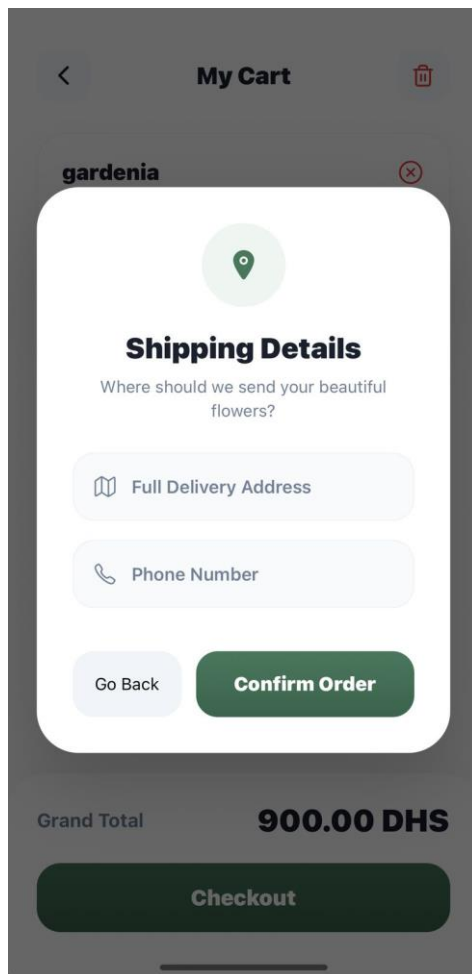 My Cart
gardenia
Shipping Details
Where should we send your beautiful
flowers?
Full Delivery Address
Phone Number
Go Back
Confirm Order
Grand Total
900.00 DHS
Checkout